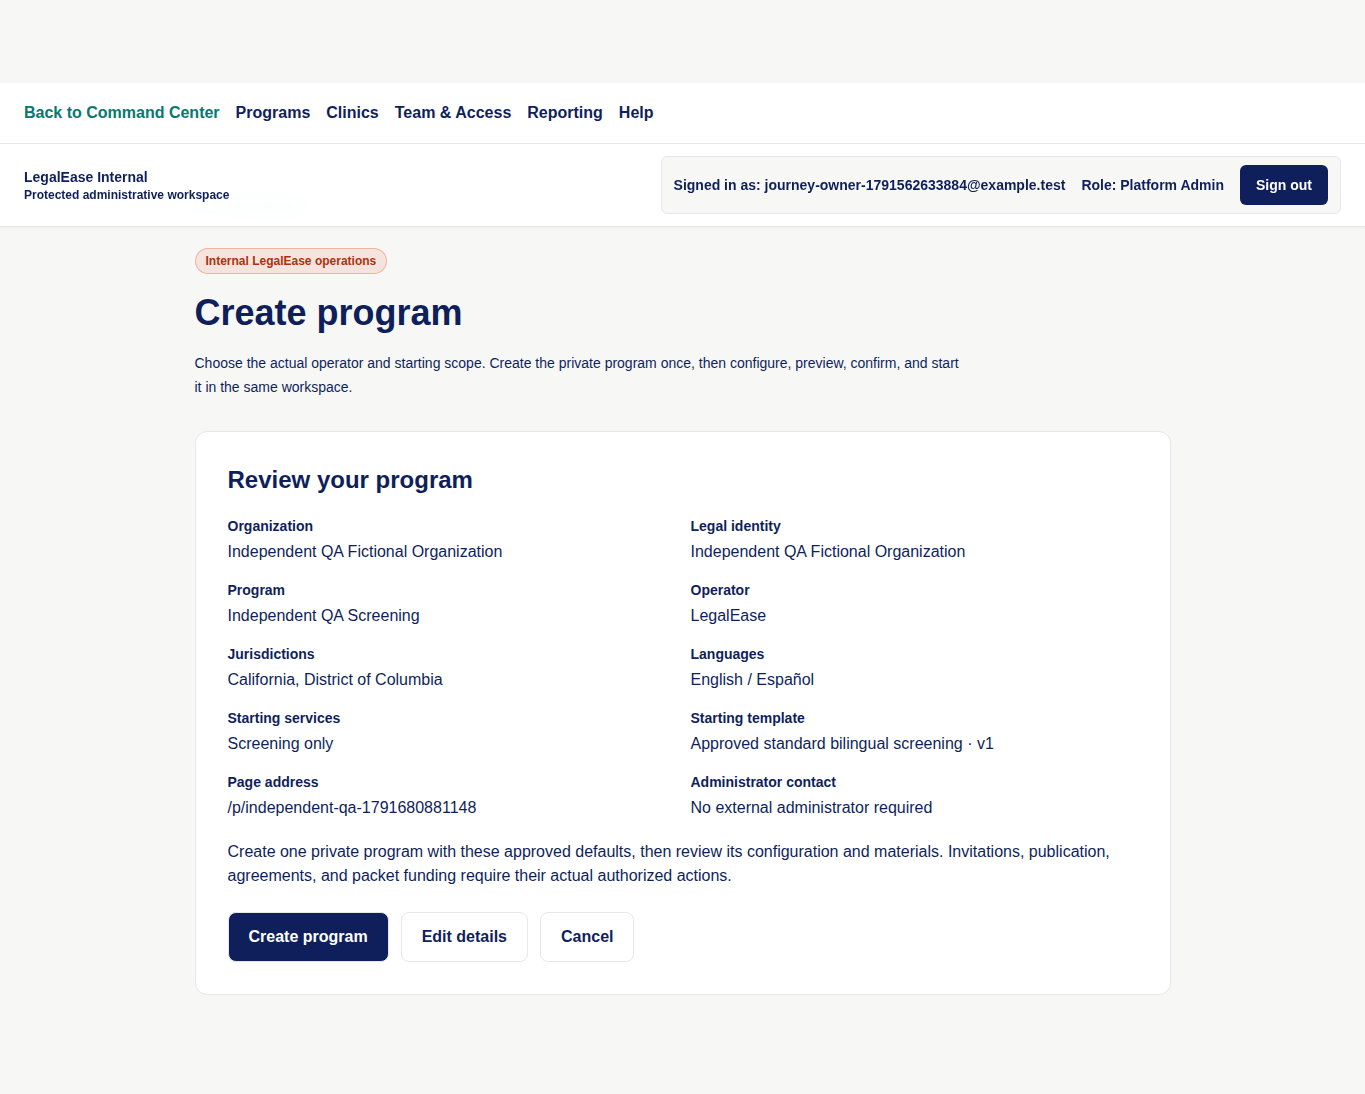 Back to Command Center Programs Clinics Team & Access Reporting Help
LegalEase Internal
Protected administrative workspace
Signed in as: journey-owner-1791562633884@example.test Role: Platform Admin Sign out
Internal LegalEase operations
Create program
Choose the actual operator and starting scope. Create the private program once, then configure, preview, confirm, and start
it in the same workspace.
Review your program
Organization
Independent QA Fictional Organization
Legal identity
Independent QA Fictional Organization
Program
Independent QA Screening
Operator
LegalEase
Jurisdictions
California, District of Columbia
Languages
English / Español
Starting services
Screening only
Starting template
Approved standard bilingual screening · v1
Page address
/p/independent-qa-1791680881148
Administrator contact
No external administrator required
Create one private program with these approved defaults, then review its configuration and materials. Invitations, publication,
agreements, and packet funding require their actual authorized actions.
Create program Edit details Cancel